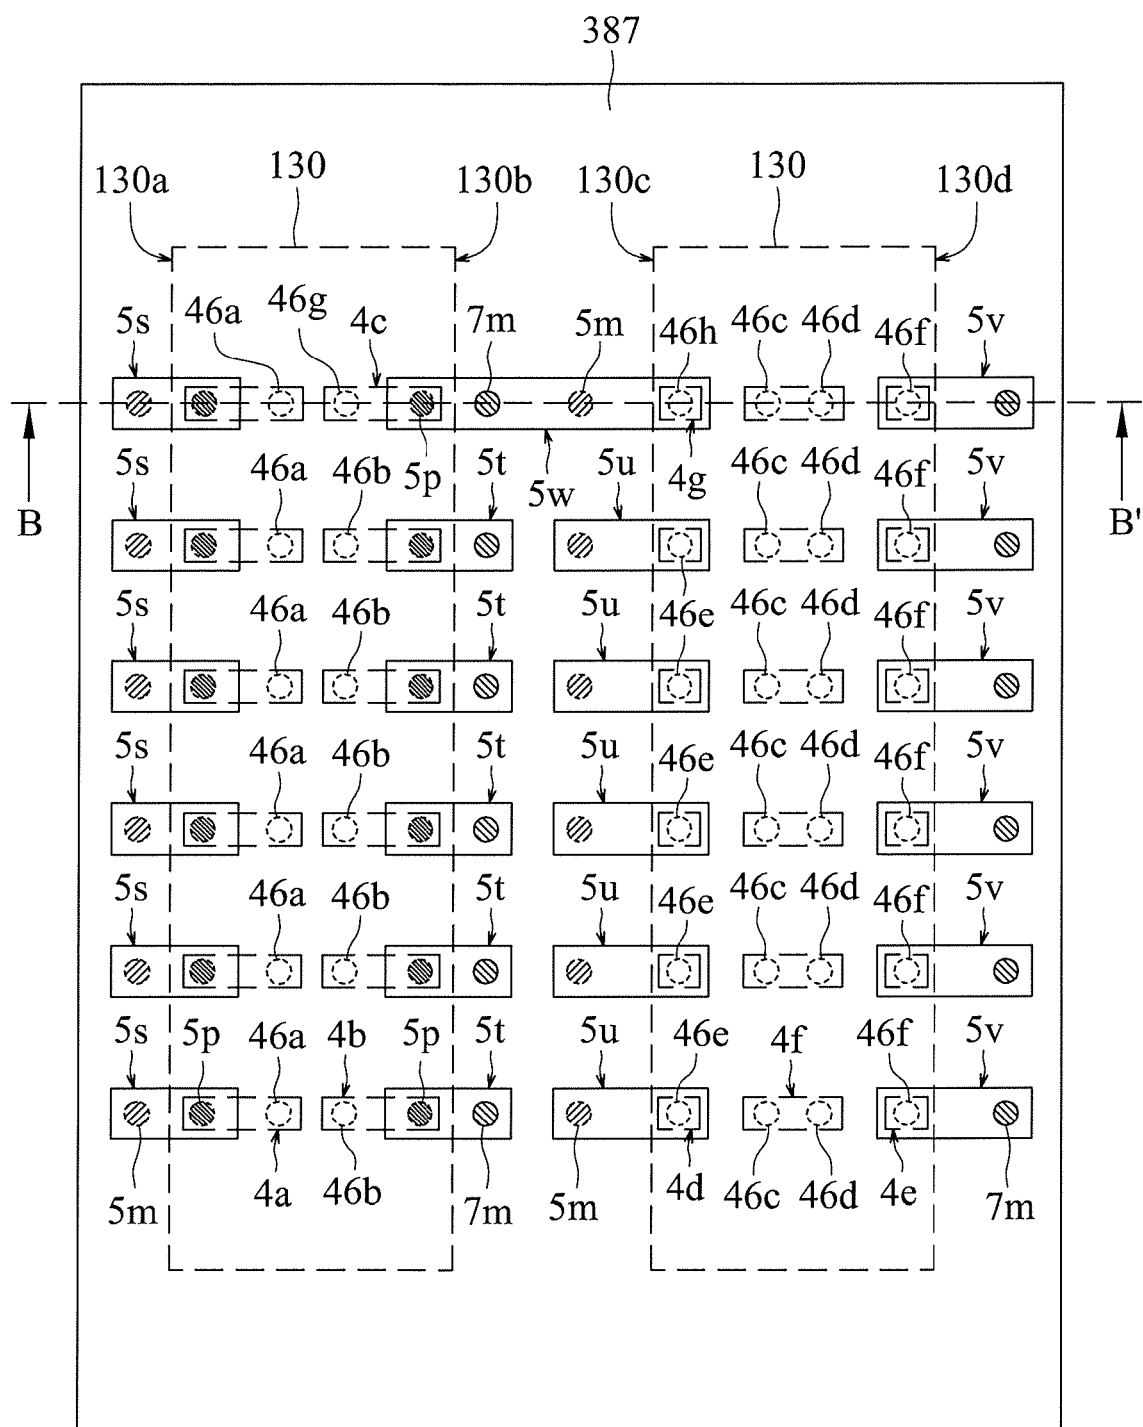 387
130a 130 130b 130c 130 130d
5s 46a 46g 4c 7m 5m 46h 46c 46d 46f 5v
5p 5w 4g
B B'
5s 46a 46b 5t 5u 46c 46d 46f 5v
46e
5s 46a 46b 5t 5u 46c 46d 46f 5v
5s 46a 46b 5t 5u 46e 46c 46d 46f 5v
5s 46a 46b 5t 5u 46e 46c 46d 46f 5v
5s 5p 46a 4b 5p 5t 5u 46e 4f 46f 5v
5m 4a 46b 7m 5m 4d 46c 46d 4e 7m